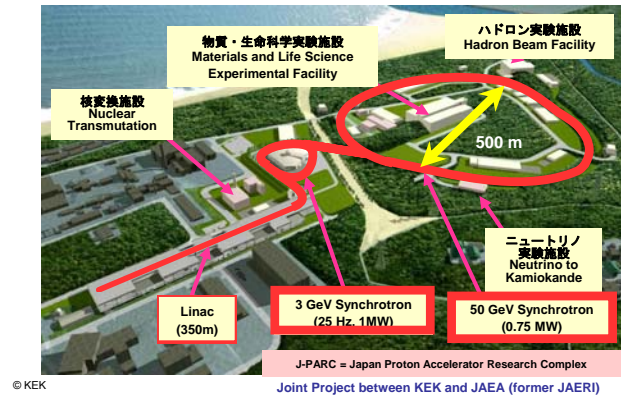 ハドロン実験施設
Hadron Beam Facility
物質・生命科学実験施設
Materials and Life Science
Experimental Facility
核変換施設
Nuclear
Transmutation
500 m
ニュートリノ
実験施設
Neutrino to
Kamiokande
Linac
(350m)
3 GeV Synchrotron
(25 Hz, 1MW)
50 GeV Synchrotron
(0.75 MW)
J-PARC = Japan Proton Accelerator Research Complex
© KEK
Joint Project between KEK and JAEA (former JAERI)